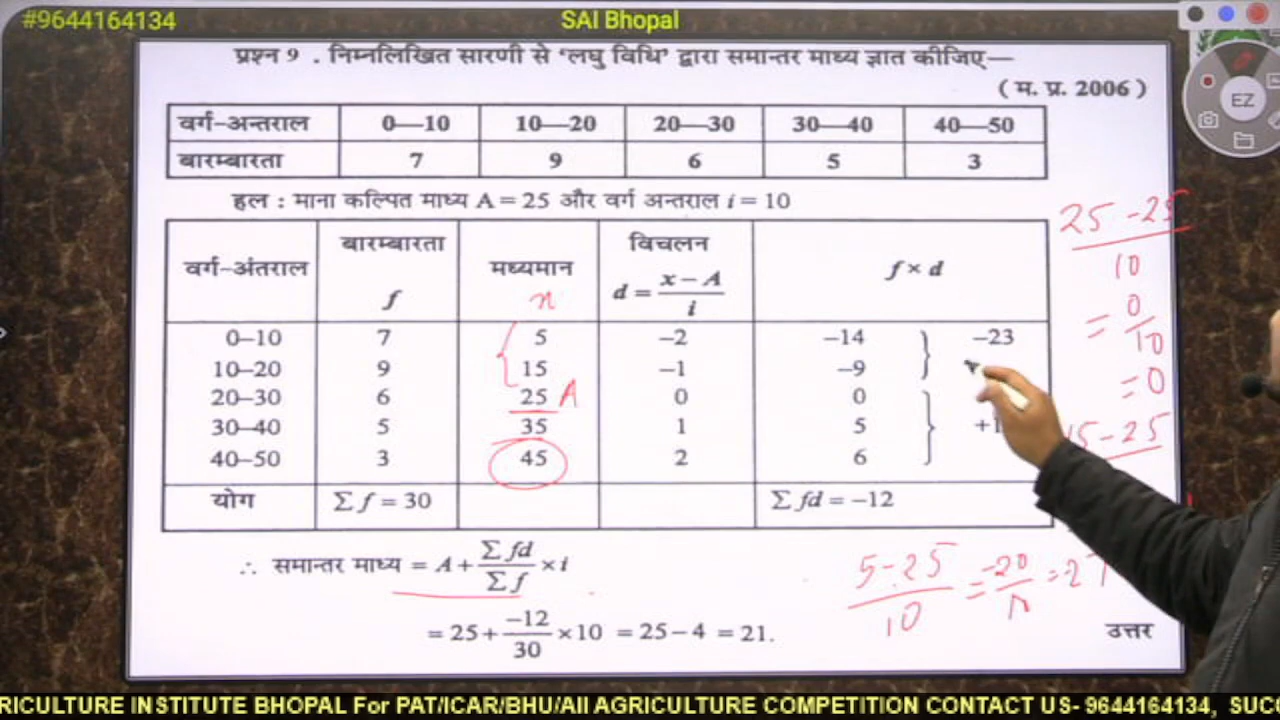 #9644164134
SAI Bhopal
प्रश्न 9 . निम्नलिखित सारणी से 'लघु विधि' द्वारा समान्तर माध्य ज्ञात कीजिए—
( म. प्र. 2006 )
वर्ग-अन्तराल 0—10 10—20 20—30 30—40 40—50
बारम्बारता 7 9 6 5 3
हल : माना कल्पित माध्य A = 25 और वर्ग अन्तराल i = 10
वर्ग-अंतराल बारम्बारता f मध्यमान x विचलन d = x – A / i f × d
0–10 7 5 –2 –14 } –23
10–20 9 15 –1 –9
20–30 6 25 A 0 0
30–40 5 35 1 5 }
40–50 3 45 2 6
योग Σ f = 30 Σ fd = –12
∴ समान्तर माध्य = A + Σ fd / Σ f × i
= 25 + –12 / 30 × 10 = 25 – 4 = 21.
उत्तर
25 - 25
10
= 0 / 10
= 0
- 25
5 - 25 / 10 = -20 /
EZ
RICULTURE INSTITUTE BHOPAL For PAT/ICAR/BHU/All AGRICULTURE COMPETITION CONTACT US- 9644164134,